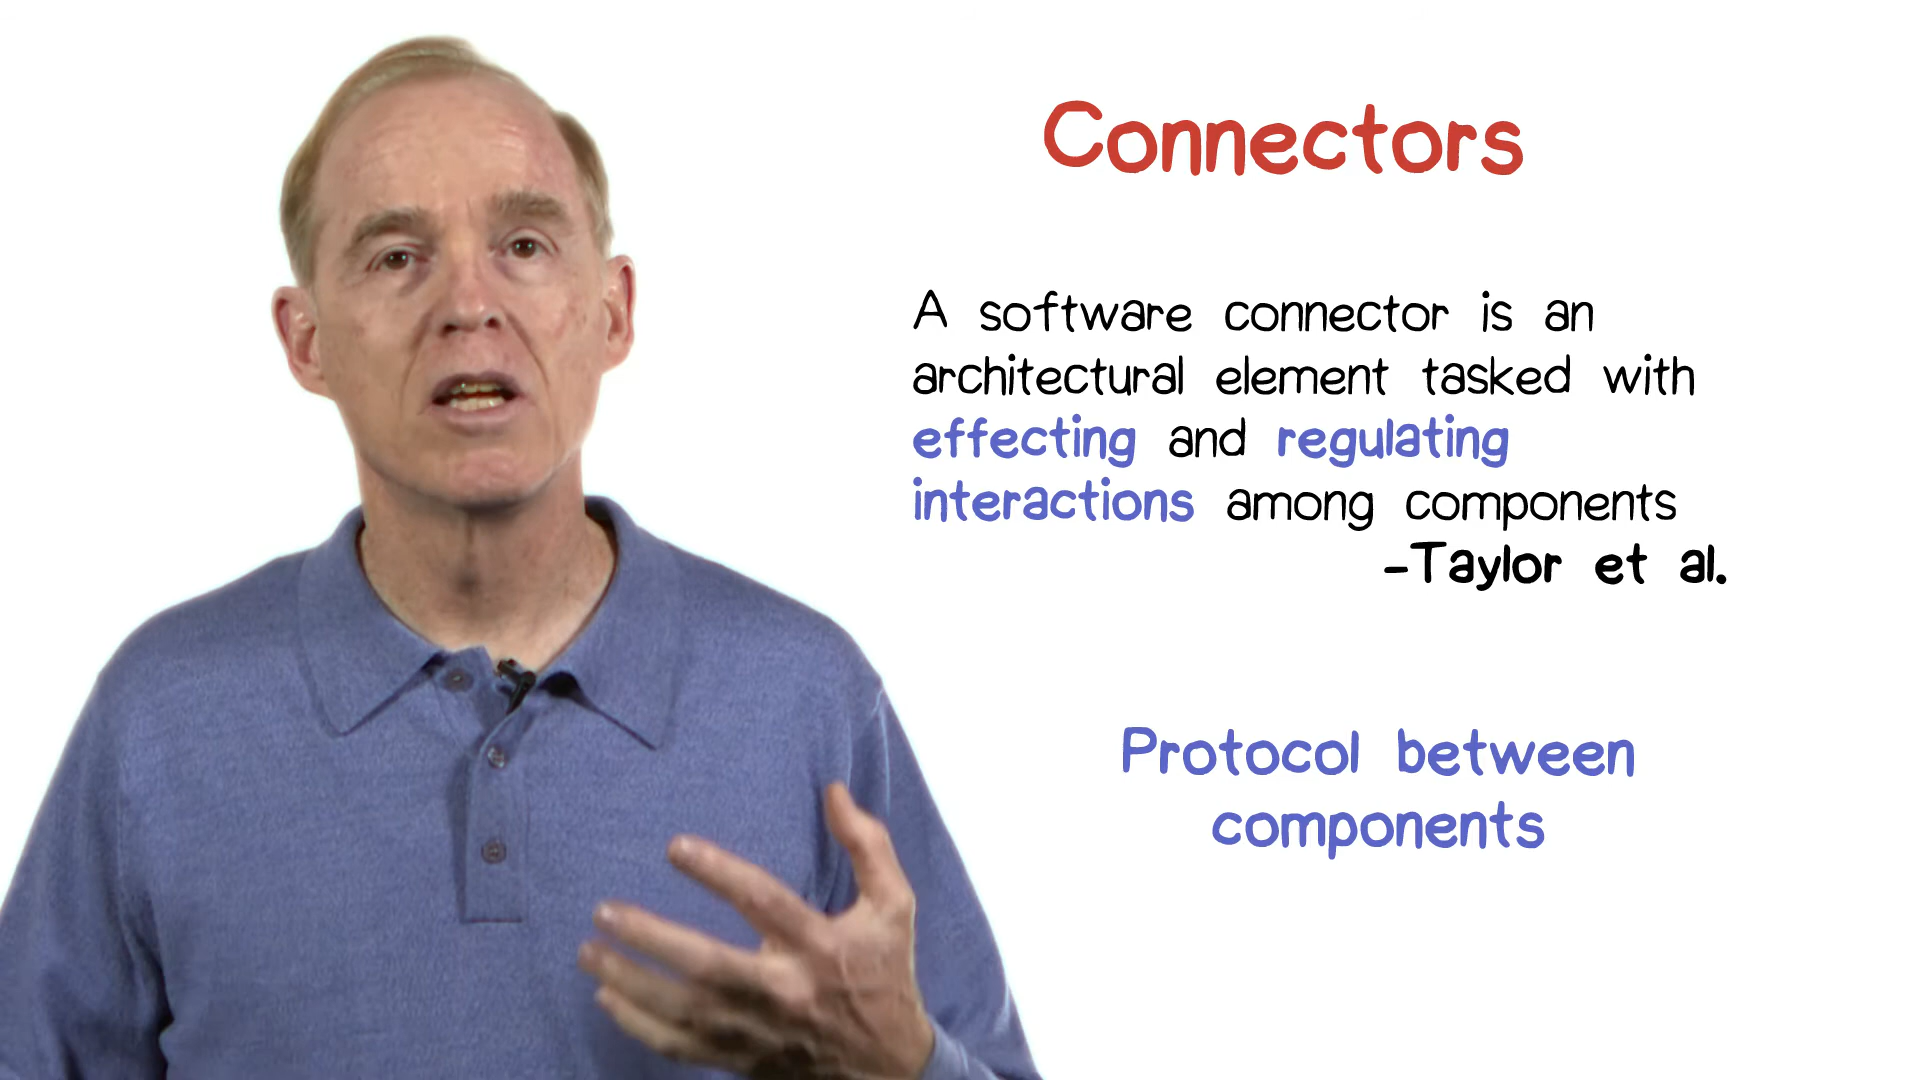 Connectors
A software connector is an
architectural element tasked with
effecting and regulating
interactions among components
-Taylor et al.
Protocol between
components